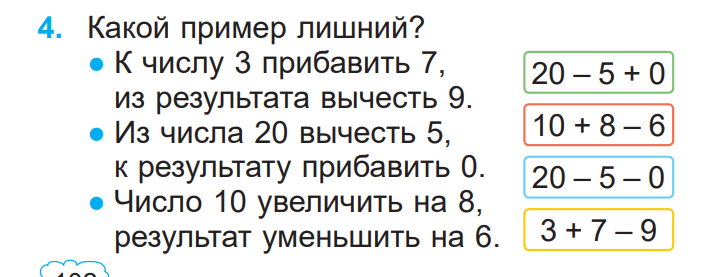 4. Какой пример лишний?
• К числу 3 прибавить 7,
из результата вычесть 9.
• Из числа 20 вычесть 5,
к результату прибавить 0.
• Число 10 увеличить на 8,
результат уменьшить на 6.
20 – 5 + 0
10 + 8 – 6
20 – 5 – 0
3 + 7 – 9